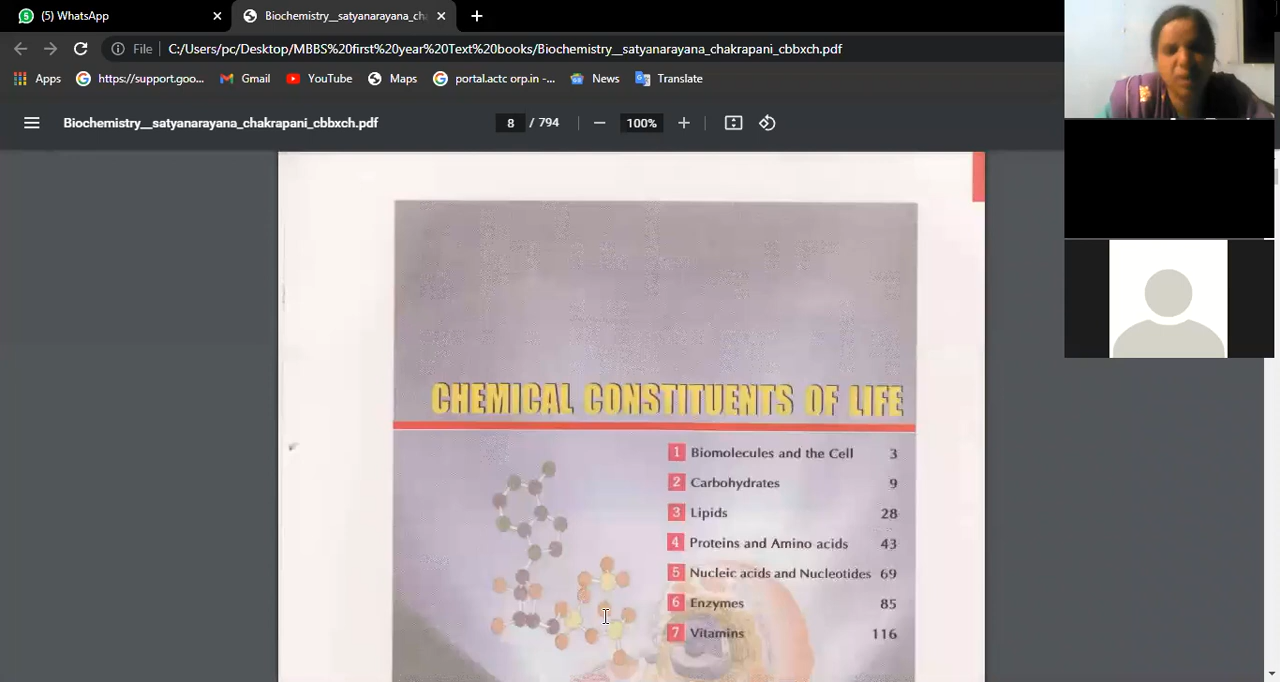 (5) WhatsApp
Biochemistry__satyanarayana_cha
File C:/Users/pc/Desktop/MBBS%20first%20year%20Text%20books/Biochemistry__satyanarayana_chakrapani_cbbxch.pdf
Apps https://support.goo... Gmail YouTube Maps portal.actc orp.in -... News Translate
Biochemistry__satyanarayana_chakrapani_cbbxch.pdf 8 / 794 100%
CHEMICAL CONSTITUENTS OF LIFE
1 Biomolecules and the Cell 3
2 Carbohydrates 9
3 Lipids 28
4 Proteins and Amino acids 43
5 Nucleic acids and Nucleotides 69
6 Enzymes 85
7 Vitamins 116